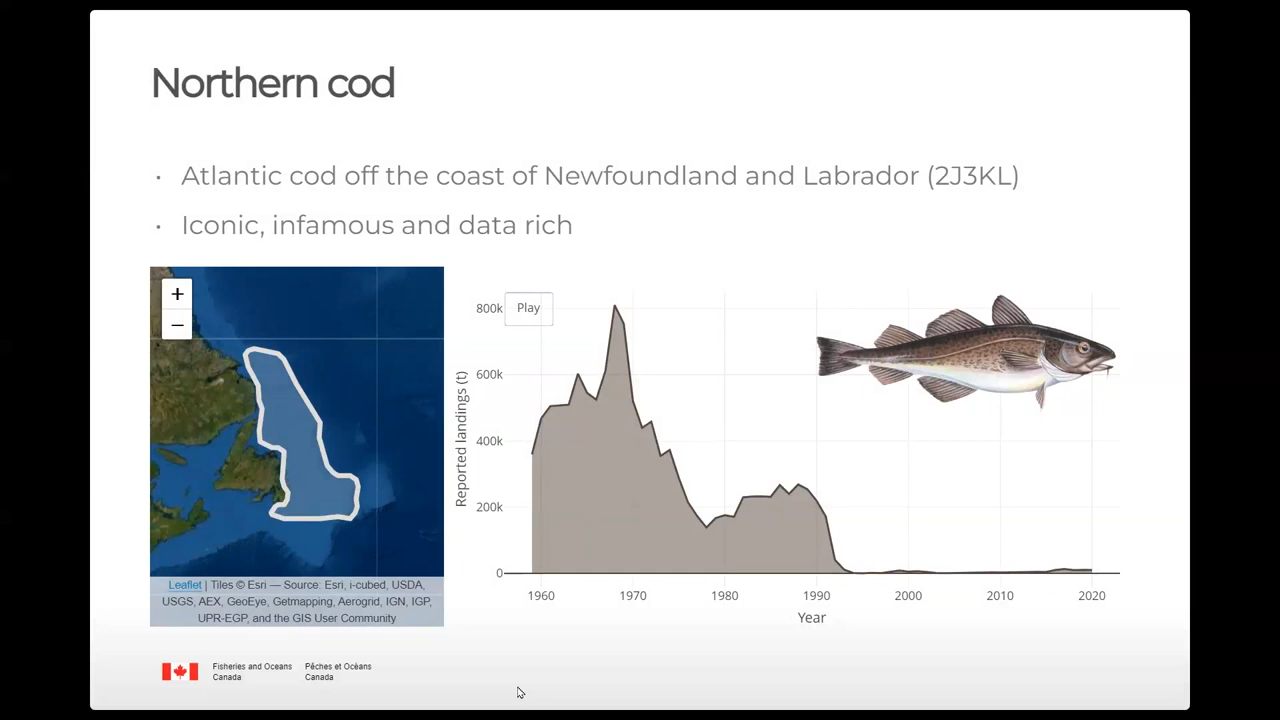 Northern cod
· Atlantic cod off the coast of Newfoundland and Labrador (2J3KL)
· Iconic, infamous and data rich
+
−
Leaflet | Tiles © Esri — Source: Esri, i-cubed, USDA,
USGS, AEX, GeoEye, Getmapping, Aerogrid, IGN, IGP,
UPR-EGP, and the GIS User Community
Play
Reported landings (t)
800k
600k
400k
200k
0
1960 1970 1980 1990 2000 2010 2020
Year
Fisheries and Oceans
Canada
Pêches et Océans
Canada